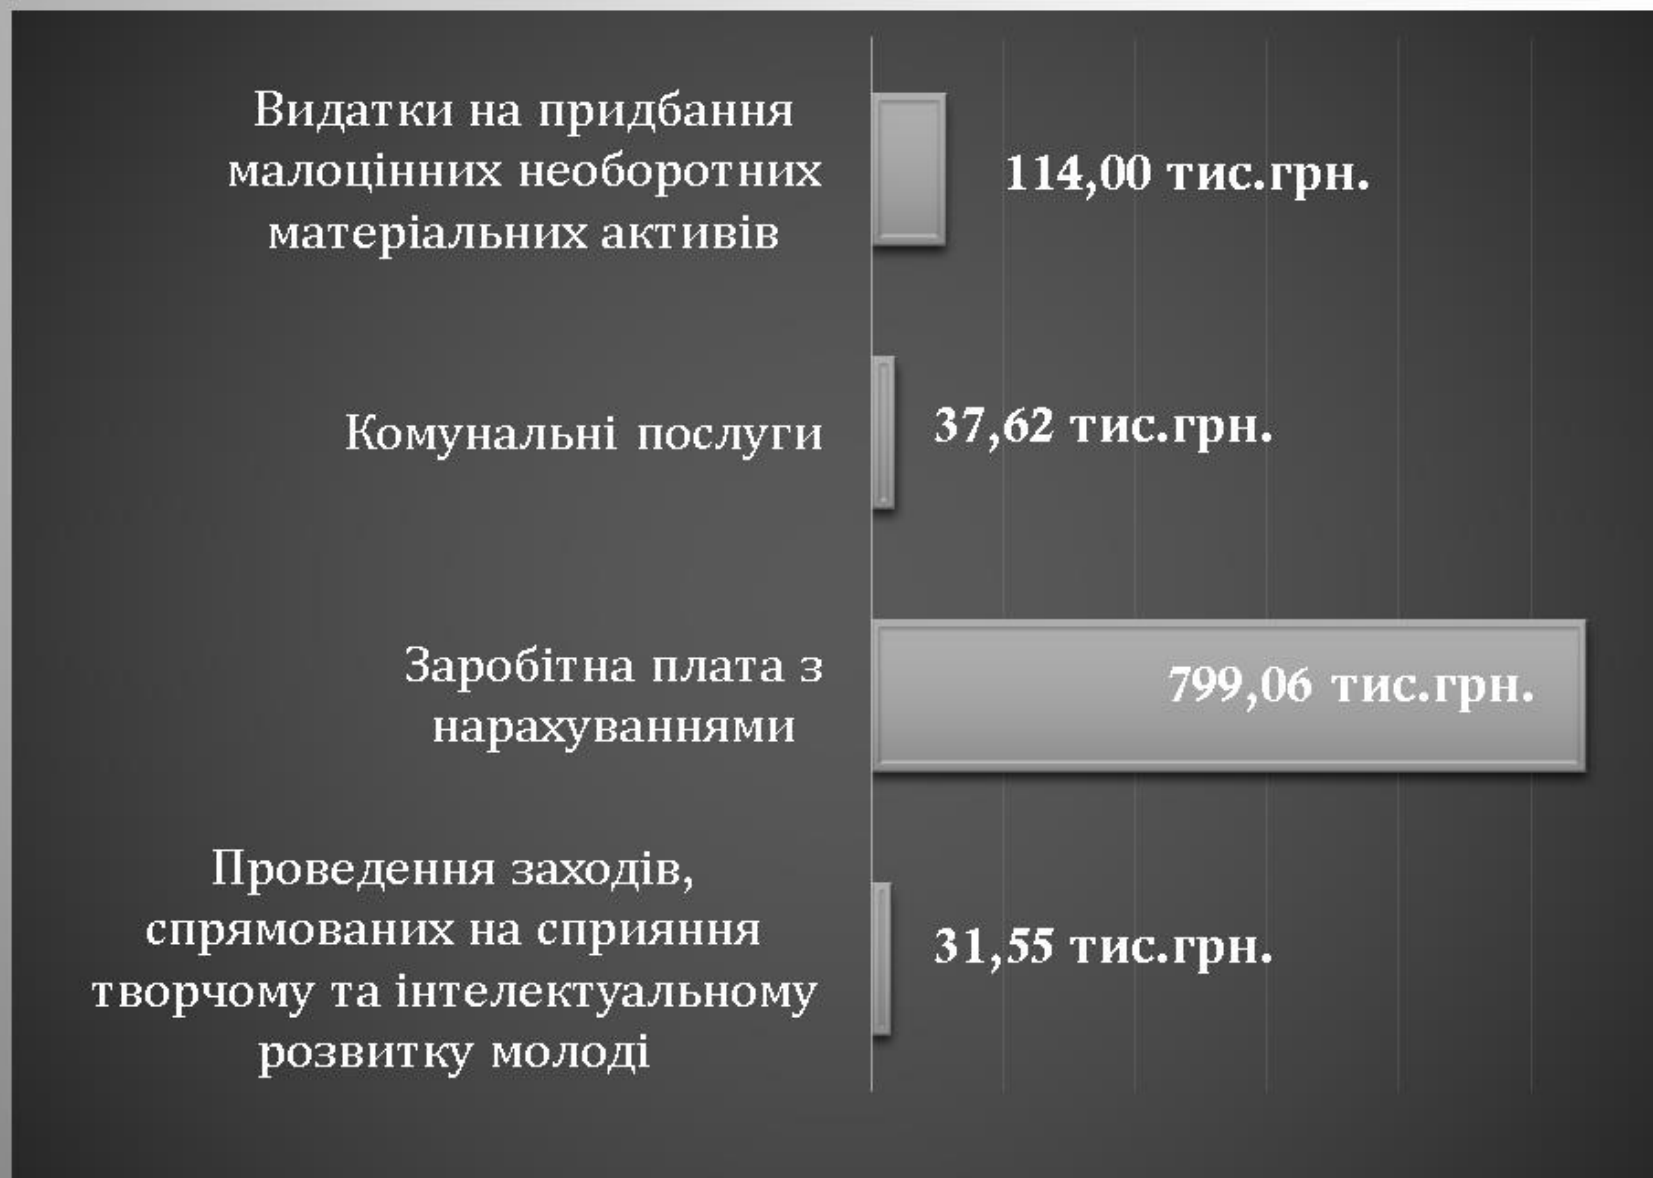 Видатки на придбання
малоцінних необоротних
матеріальних активів
114,00 тис.грн.
Комунальні послуги
37,62 тис.грн.
Заробітна плата з
нарахуваннями
799,06 тис.грн.
Проведення заходів,
спрямованих на сприяння
творчому та інтелектуальному
розвитку молоді
31,55 тис.грн.